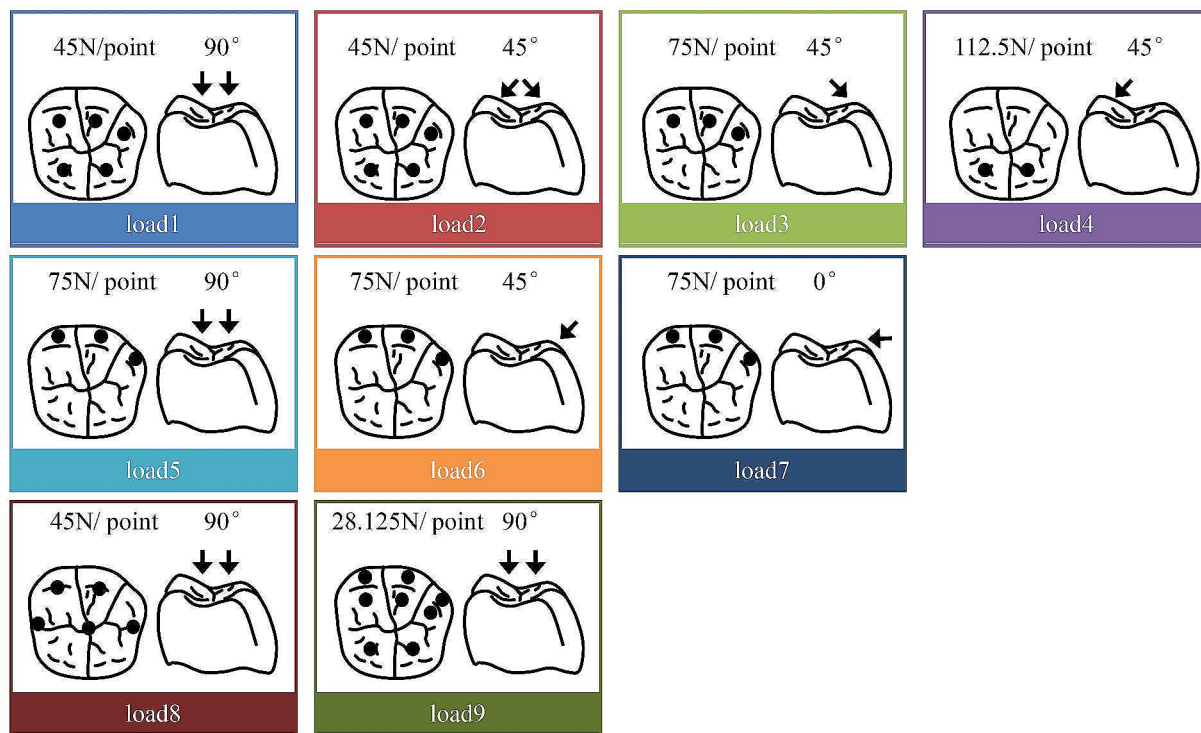 45N/point 90°
load1
45N/ point 45°
load2
75N/ point 45°
load3
112.5N/ point 45°
load4
75N/ point 90°
load5
75N/ point 45°
load6
75N/ point 0°
load7
45N/ point 90°
load8
28.125N/ point 90°
load9